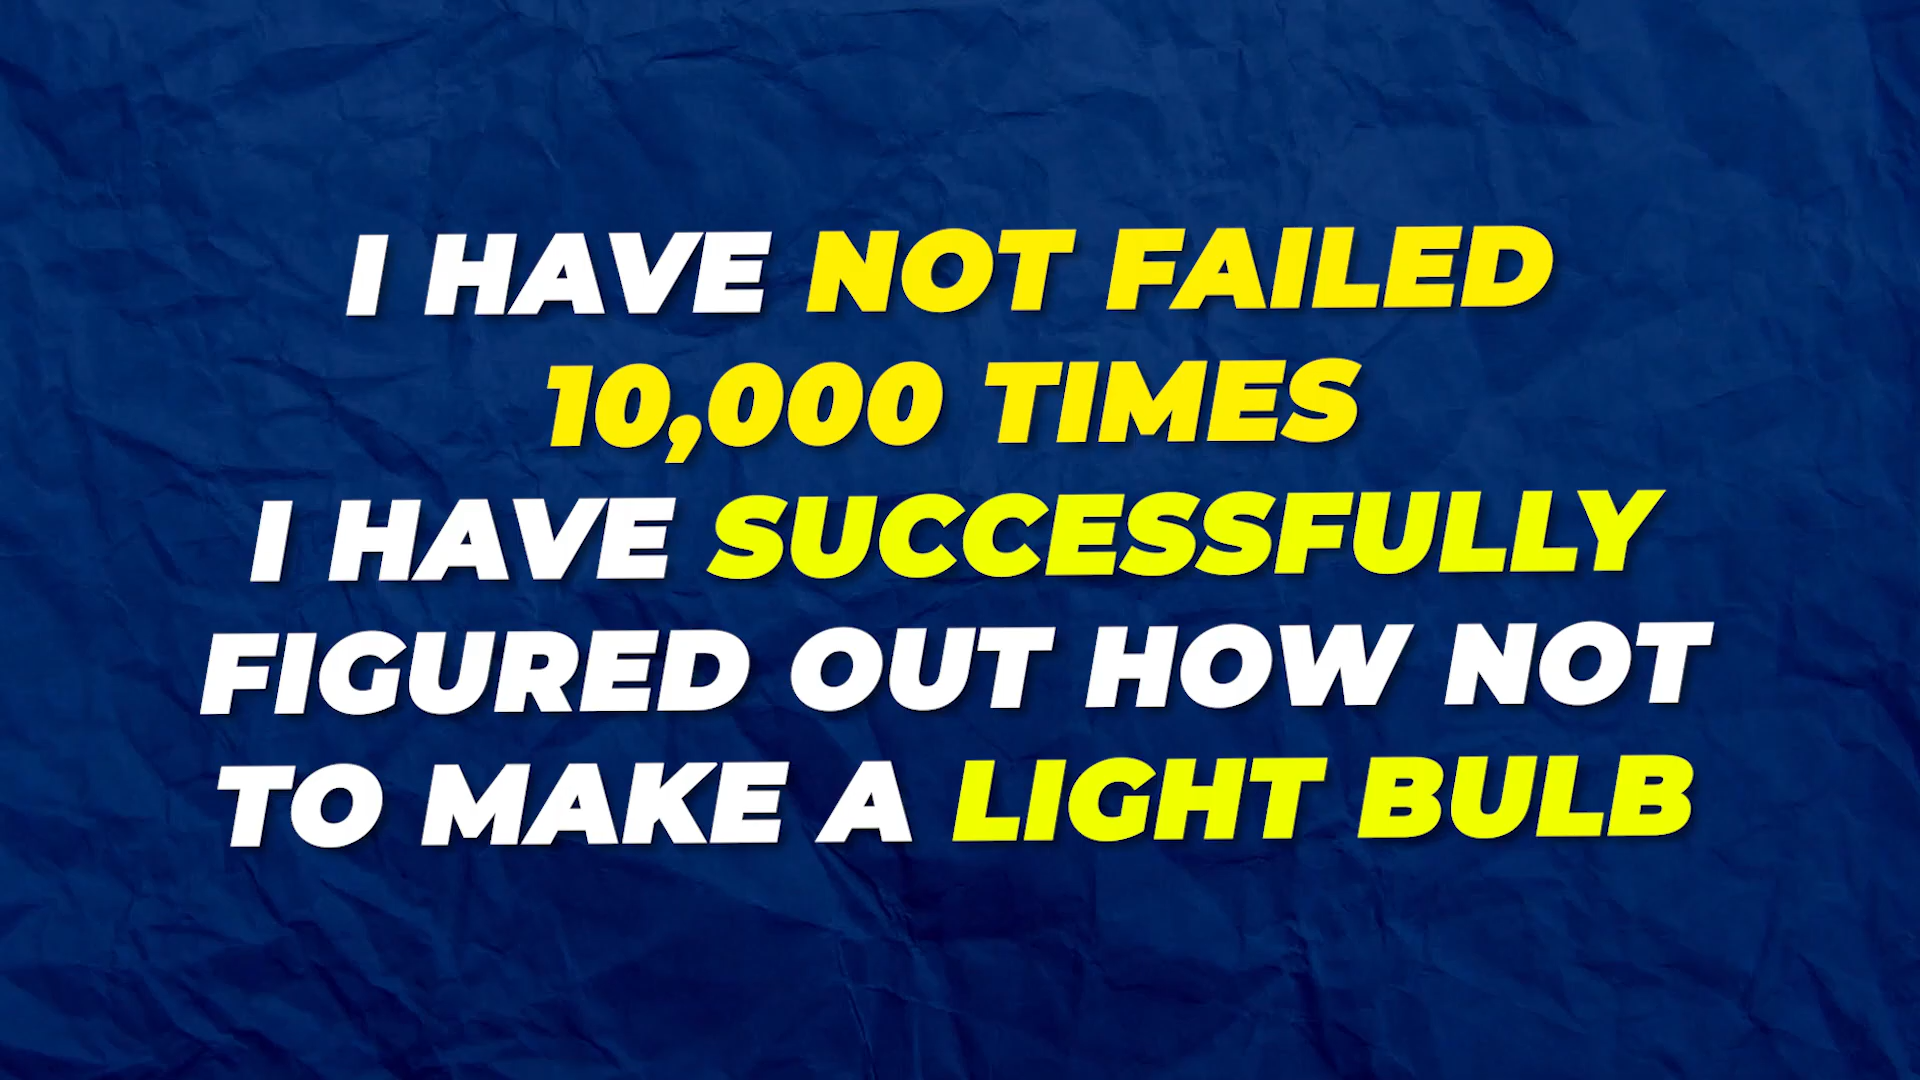 I HAVE NOT FAILED
10,000 TIMES
I HAVE SUCCESSFULLY
FIGURED OUT HOW NOT
TO MAKE A LIGHT BULB